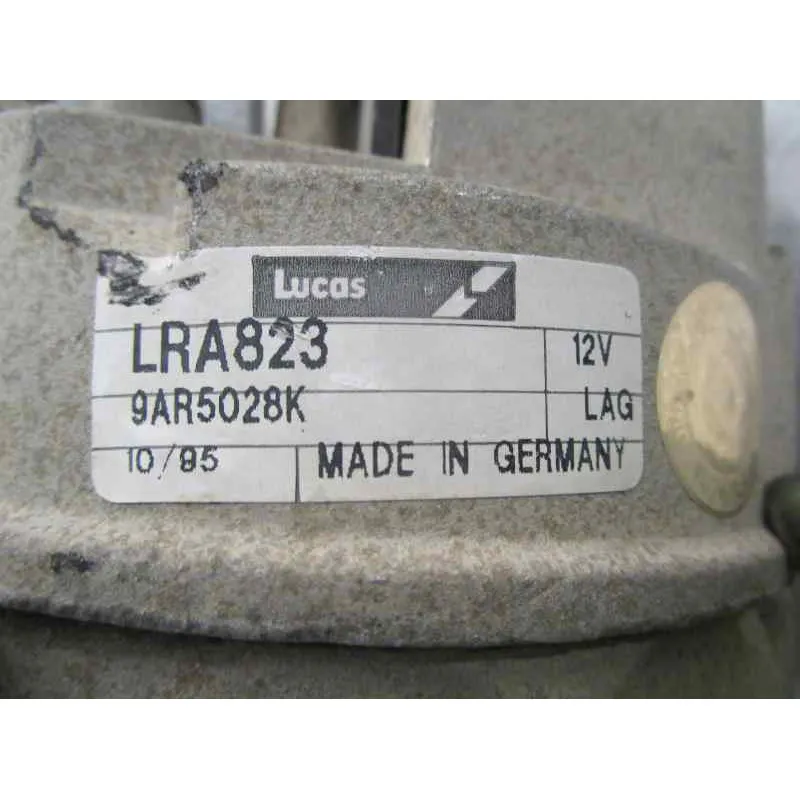 Lucas
LRA823 12V
9AR5028K LAG
10/95 MADE IN GERMANY